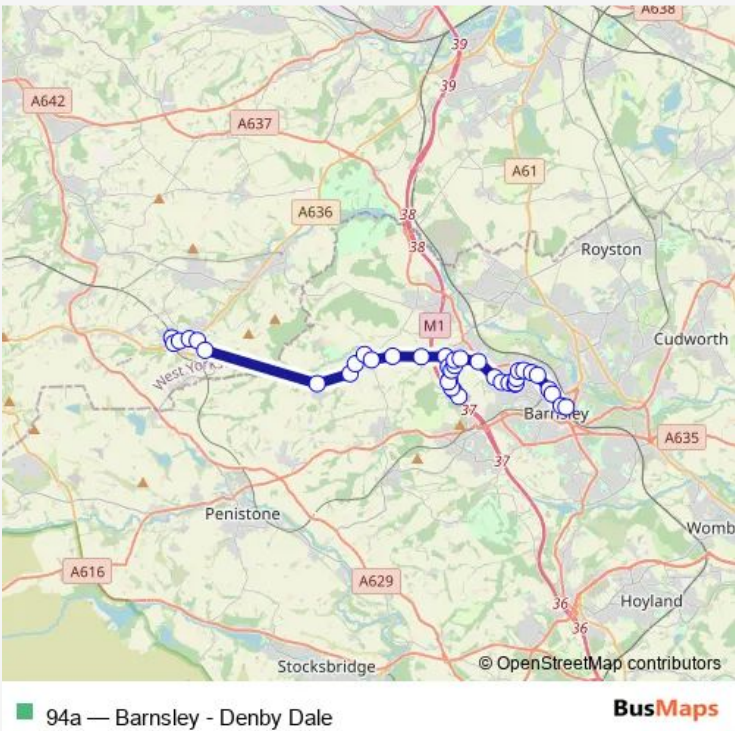 A638
39
39
A642
A637
A61
A636
38
38
Royston
M1
Cudworth
West York
37
Barnsley
A635
37
Penistone
Womb
A616
A629
36
Hoyland
36
Stocksbridge
© OpenStreetMap contributors
94a — Barnsley - Denby Dale
BusMaps